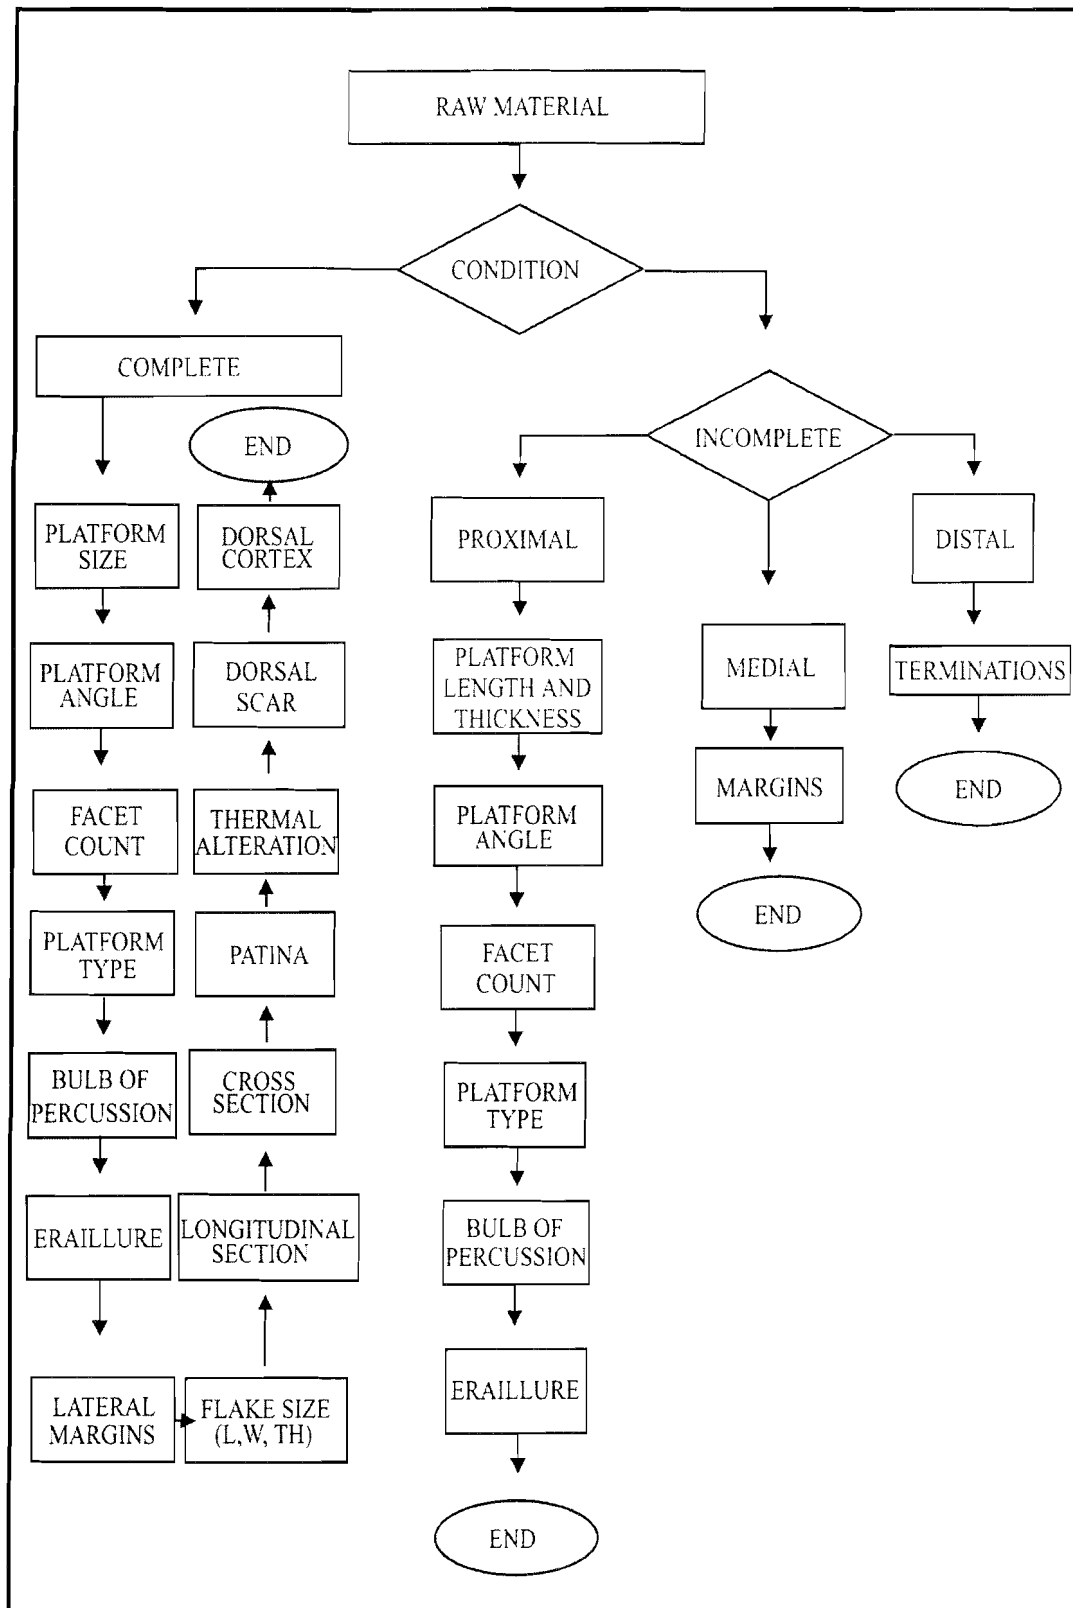 RAW MATERIAL
CONDITION
COMPLETE
END
PLATFORM
SIZE
PLATFORM
ANGLE
FACET
COUNT
PLATFORM
TYPE
BULB OF
PERCUSSION
ERAILLURE
LATERAL
MARGINS
FLAKE SIZE
(L,W, TH)
LONGITUDINAL
SECTION
CROSS
SECTION
PATINA
THERMAL
ALTERATION
DORSAL
SCAR
DORSAL
CORTEX
INCOMPLETE
PROXIMAL
PLATFORM
LENGTH AND
THICKNESS
PLATFORM
ANGLE
FACET
COUNT
PLATFORM
TYPE
BULB OF
PERCUSSION
ERAILLURE
END
MEDIAL
MARGINS
END
DISTAL
TERMINATIONS
END